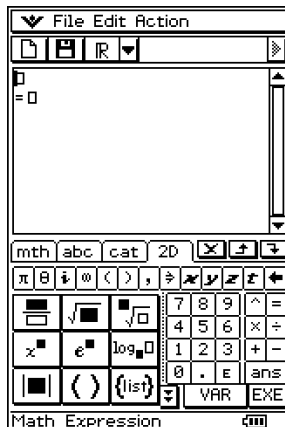 File Edit Action
ℝ
=
mth abc cat 2D
π θ i ∞ ( ) , ⇒ x y z t ←
√■ ■√□ 7 8 9 ^ =
4 5 6 × ÷
x■ e■ log■□ 1 2 3 + −
|■| ( ) {list} 0 . E ans
VAR EXE
Math Expression